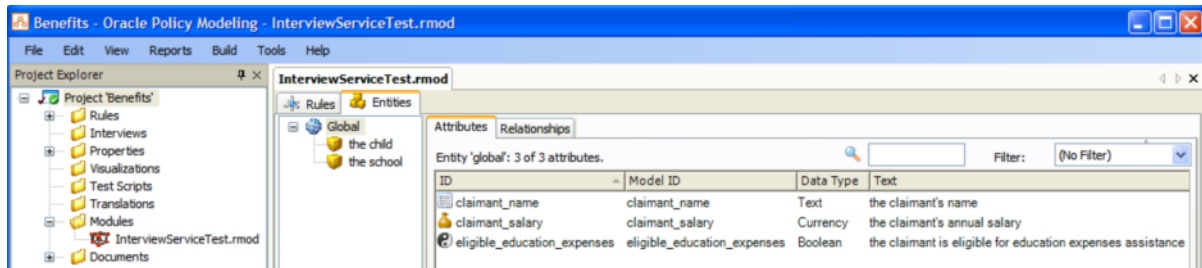 Benefits - Oracle Policy Modeling - InterviewServiceTest.rmod
File Edit View Reports Build Tools Help
Project Explorer
InterviewServiceTest.rmod
Project 'Benefits'
Rules
Interviews
Properties
Visualizations
Test Scripts
Translations
Modules
InterviewServiceTest.rmod
Documents
Rules Entities
Global
the child
the school
Attributes Relationships
Entity 'global': 3 of 3 attributes. Filter: (No Filter)
ID Model ID Data Type Text
claimant_name claimant_name Text the claimant's name
claimant_salary claimant_salary Currency the claimant's annual salary
eligible_education_expenses eligible_education_expenses Boolean the claimant is eligible for education expenses assistance